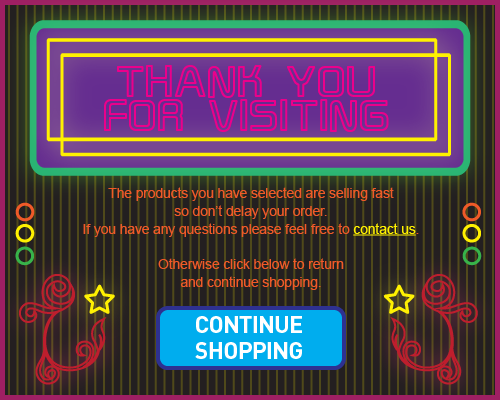 THANK YOU
FOR VISITING
The products you have selected are selling fast
so don't delay your order.
If you have any questions please feel free to contact us.
Otherwise click below to return
and continue shopping.
CONTINUE
SHOPPING